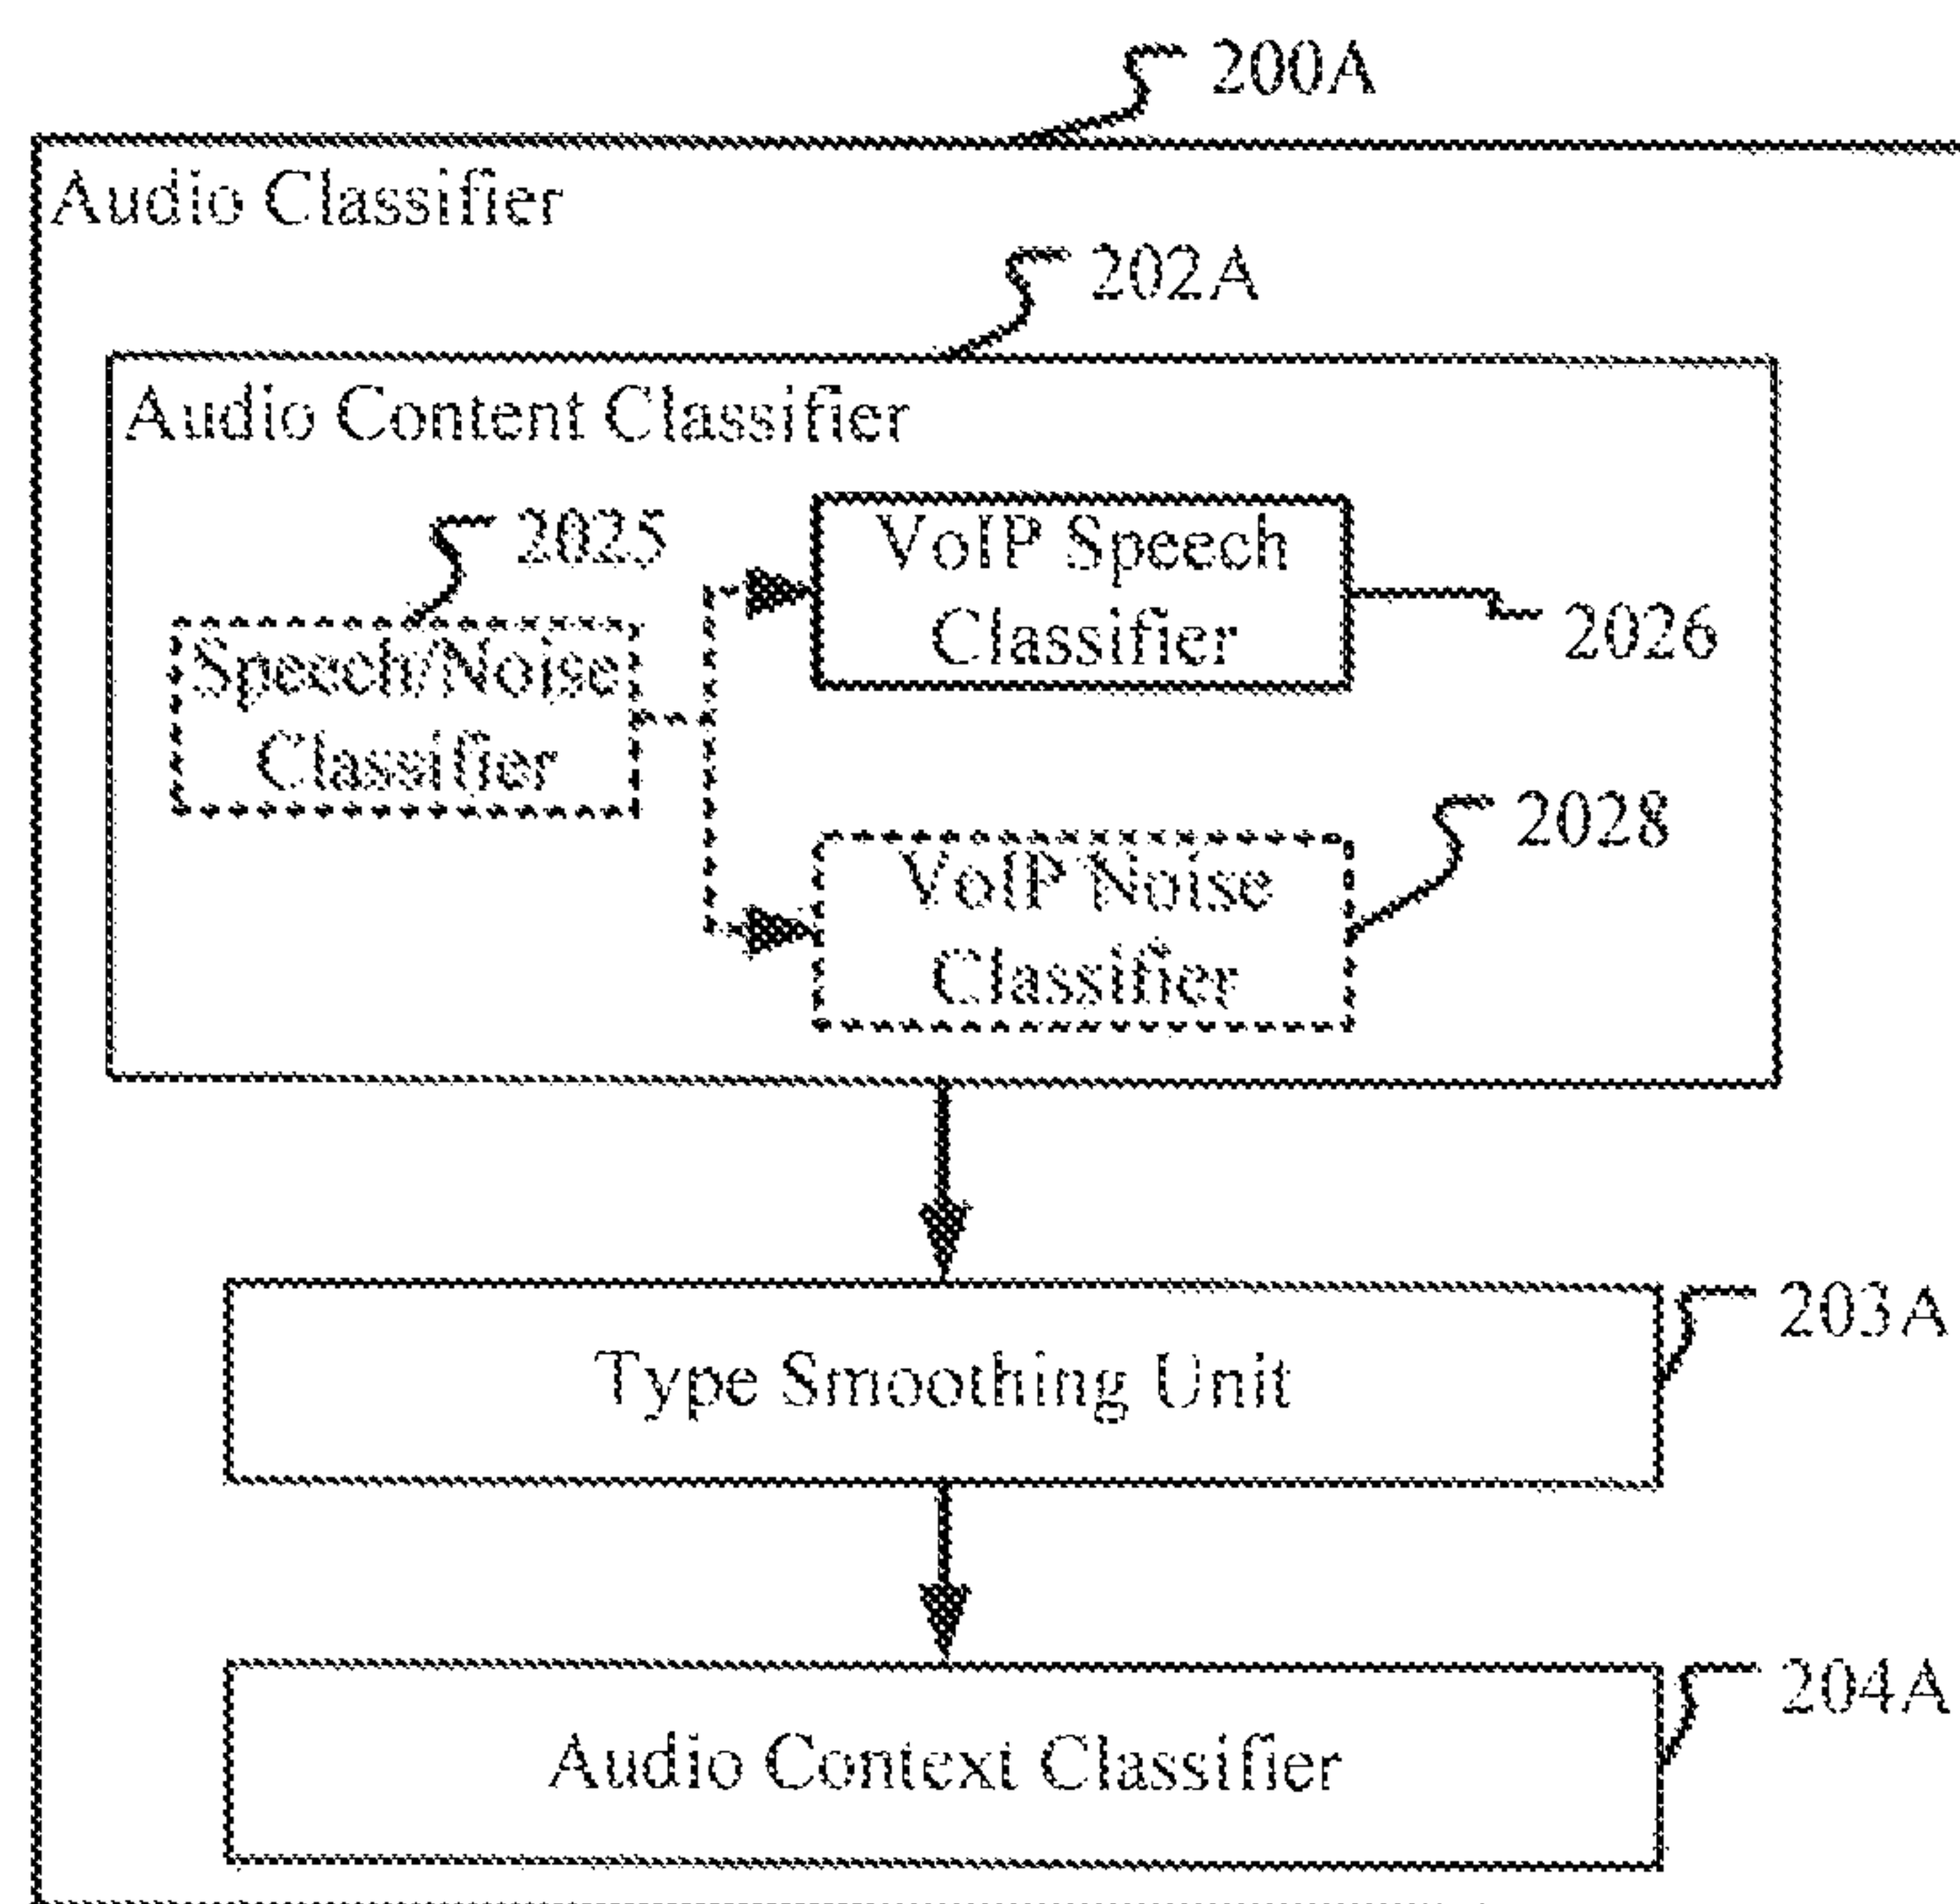 200A
Audio Classifier
202A
Audio Content Classifier
2025
VoIP Speech
Classifier
2026
Speech/Noise
Classifier
2028
VoIP Noise
Classifier
203A
Type Smoothing Unit
204A
Audio Context Classifier